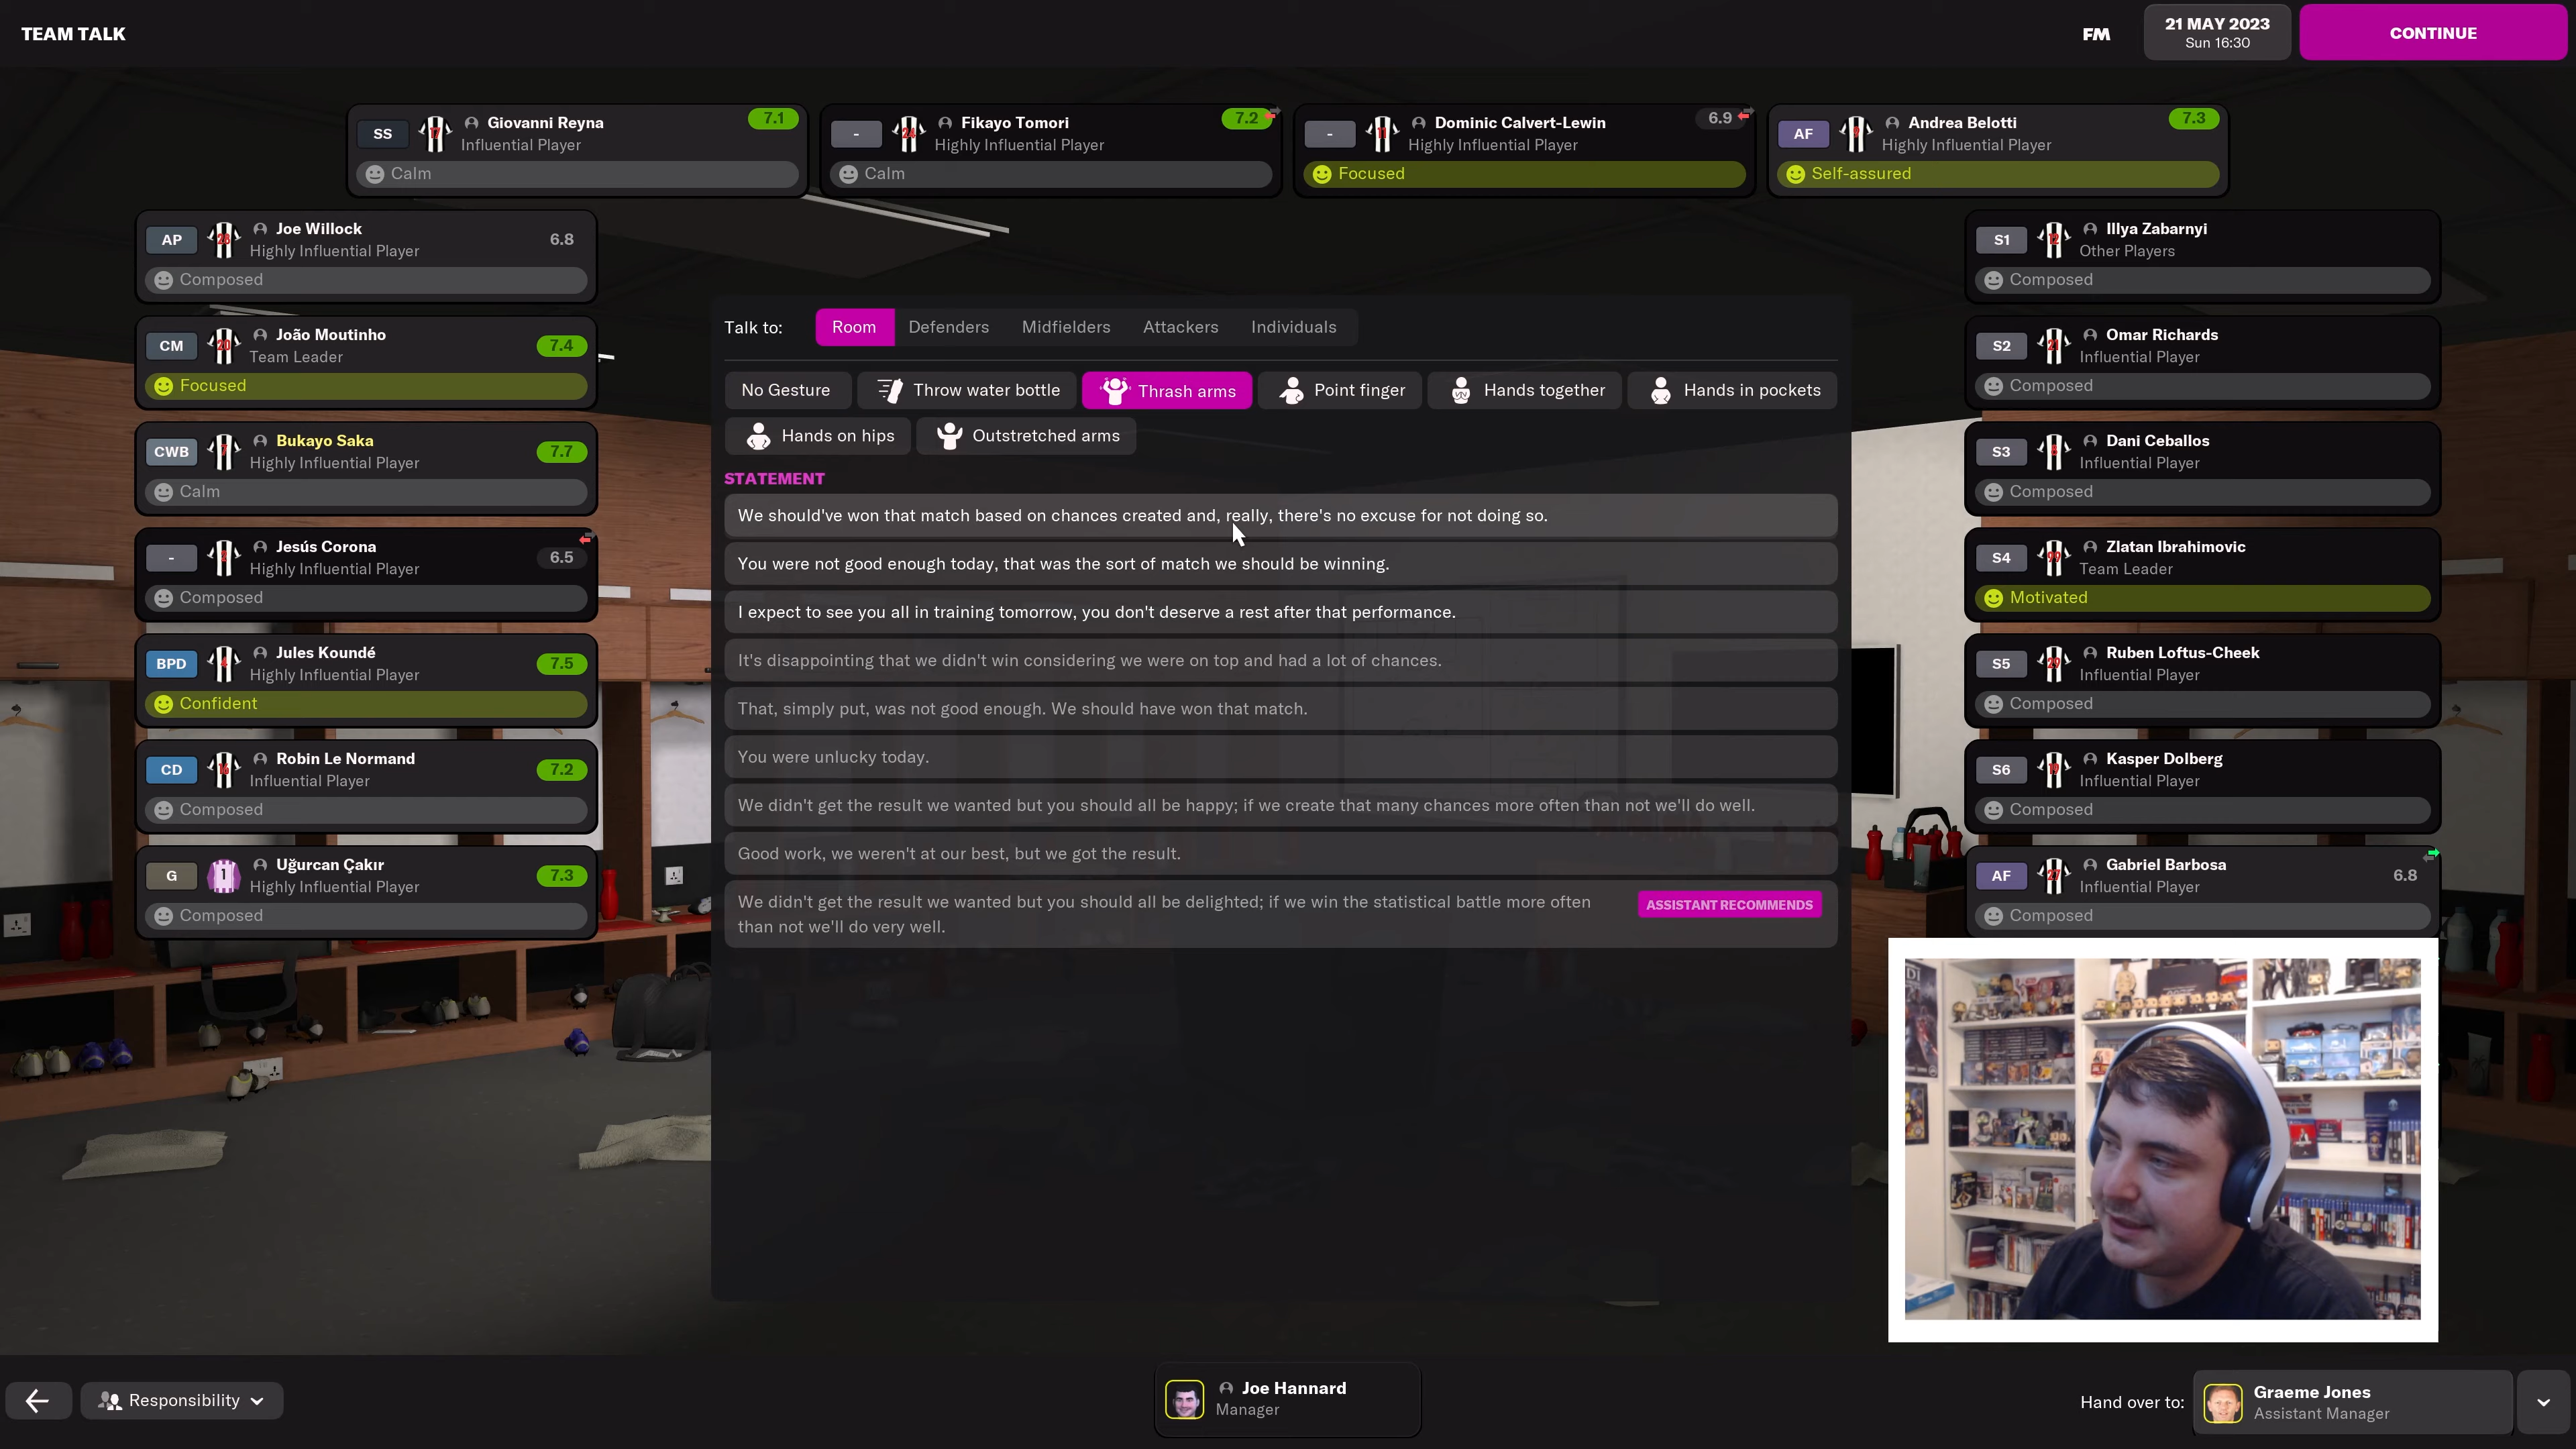 TEAM TALK
FM
21 MAY 2023
Sun 16:30
CONTINUE
SS
Giovanni Reyna
7.1
Influential Player
Calm
-
Fikayo Tomori
7.2
Highly Influential Player
Calm
-
Dominic Calvert-Lewin
6.9
Highly Influential Player
Focused
AF
Andrea Belotti
7.3
Highly Influential Player
Self-assured
AP
Joe Willock
6.8
Highly Influential Player
Composed
CM
João Moutinho
7.4
Team Leader
Focused
CWB
Bukayo Saka
7.7
Highly Influential Player
Calm
-
Jesús Corona
6.5
Highly Influential Player
Composed
BPD
Jules Koundé
7.5
Highly Influential Player
Confident
CD
Robin Le Normand
7.2
Influential Player
Composed
G
1
Uğurcan Çakır
7.3
Highly Influential Player
Composed
Talk to:
Room
Defenders
Midfielders
Attackers
Individuals
No Gesture
Throw water bottle
Thrash arms
Point finger
Hands together
Hands in pockets
Hands on hips
Outstretched arms
STATEMENT
We should've won that match based on chances created and, really, there's no excuse for not doing so.
You were not good enough today, that was the sort of match we should be winning.
I expect to see you all in training tomorrow, you don't deserve a rest after that performance.
It's disappointing that we didn't win considering we were on top and had a lot of chances.
That, simply put, was not good enough. We should have won that match.
You were unlucky today.
We didn't get the result we wanted but you should all be happy; if we create that many chances more often than not we'll do well.
Good work, we weren't at our best, but we got the result.
We didn't get the result we wanted but you should all be delighted; if we win the statistical battle more often
than not we'll do very well.
ASSISTANT RECOMMENDS
S1
Illya Zabarnyi
Other Players
Composed
S2
Omar Richards
Influential Player
Composed
S3
Dani Ceballos
Influential Player
Composed
S4
Zlatan Ibrahimovic
Team Leader
Motivated
S5
Ruben Loftus-Cheek
Influential Player
Composed
S6
Kasper Dolberg
Influential Player
Composed
AF
Gabriel Barbosa
6.8
Influential Player
Composed
Responsibility
Joe Hannard
Manager
Hand over to:
Graeme Jones
Assistant Manager